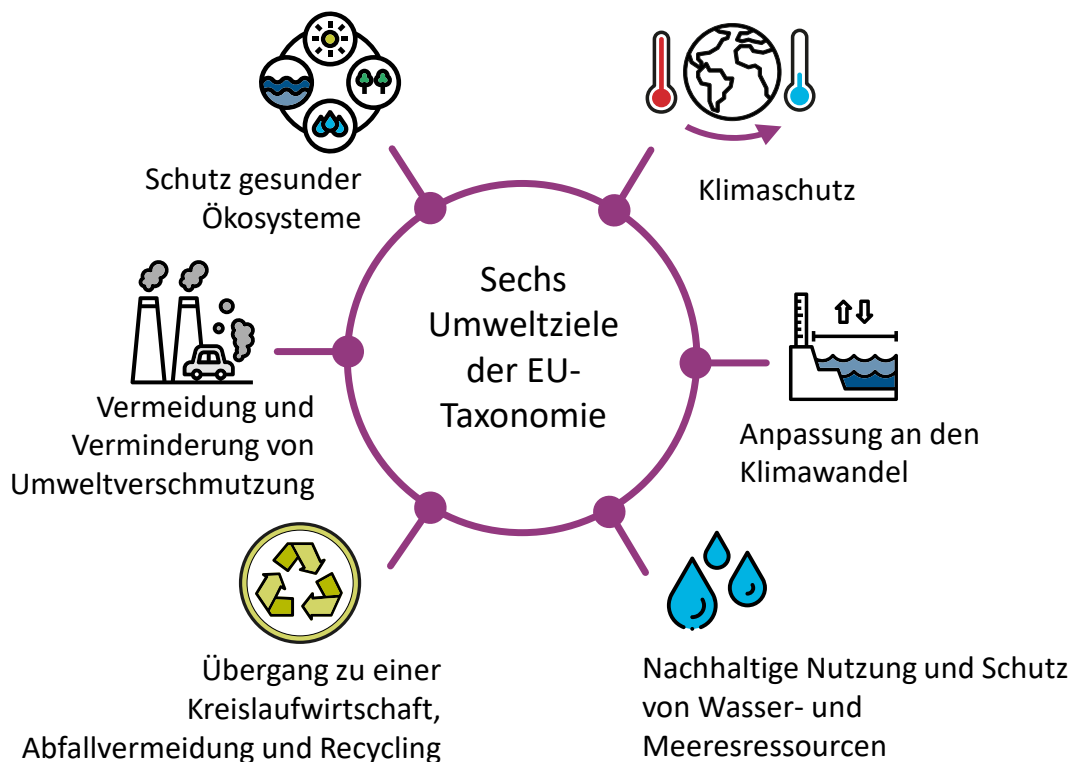 Sechs
Umweltziele
der EU-
Taxonomie
Klimaschutz
Anpassung an den
Klimawandel
Nachhaltige Nutzung und Schutz
von Wasser- und
Meeresressourcen
Übergang zu einer
Kreislaufwirtschaft,
Abfallvermeidung und Recycling
Vermeidung und
Verminderung von
Umweltverschmutzung
Schutz gesunder
Ökosysteme